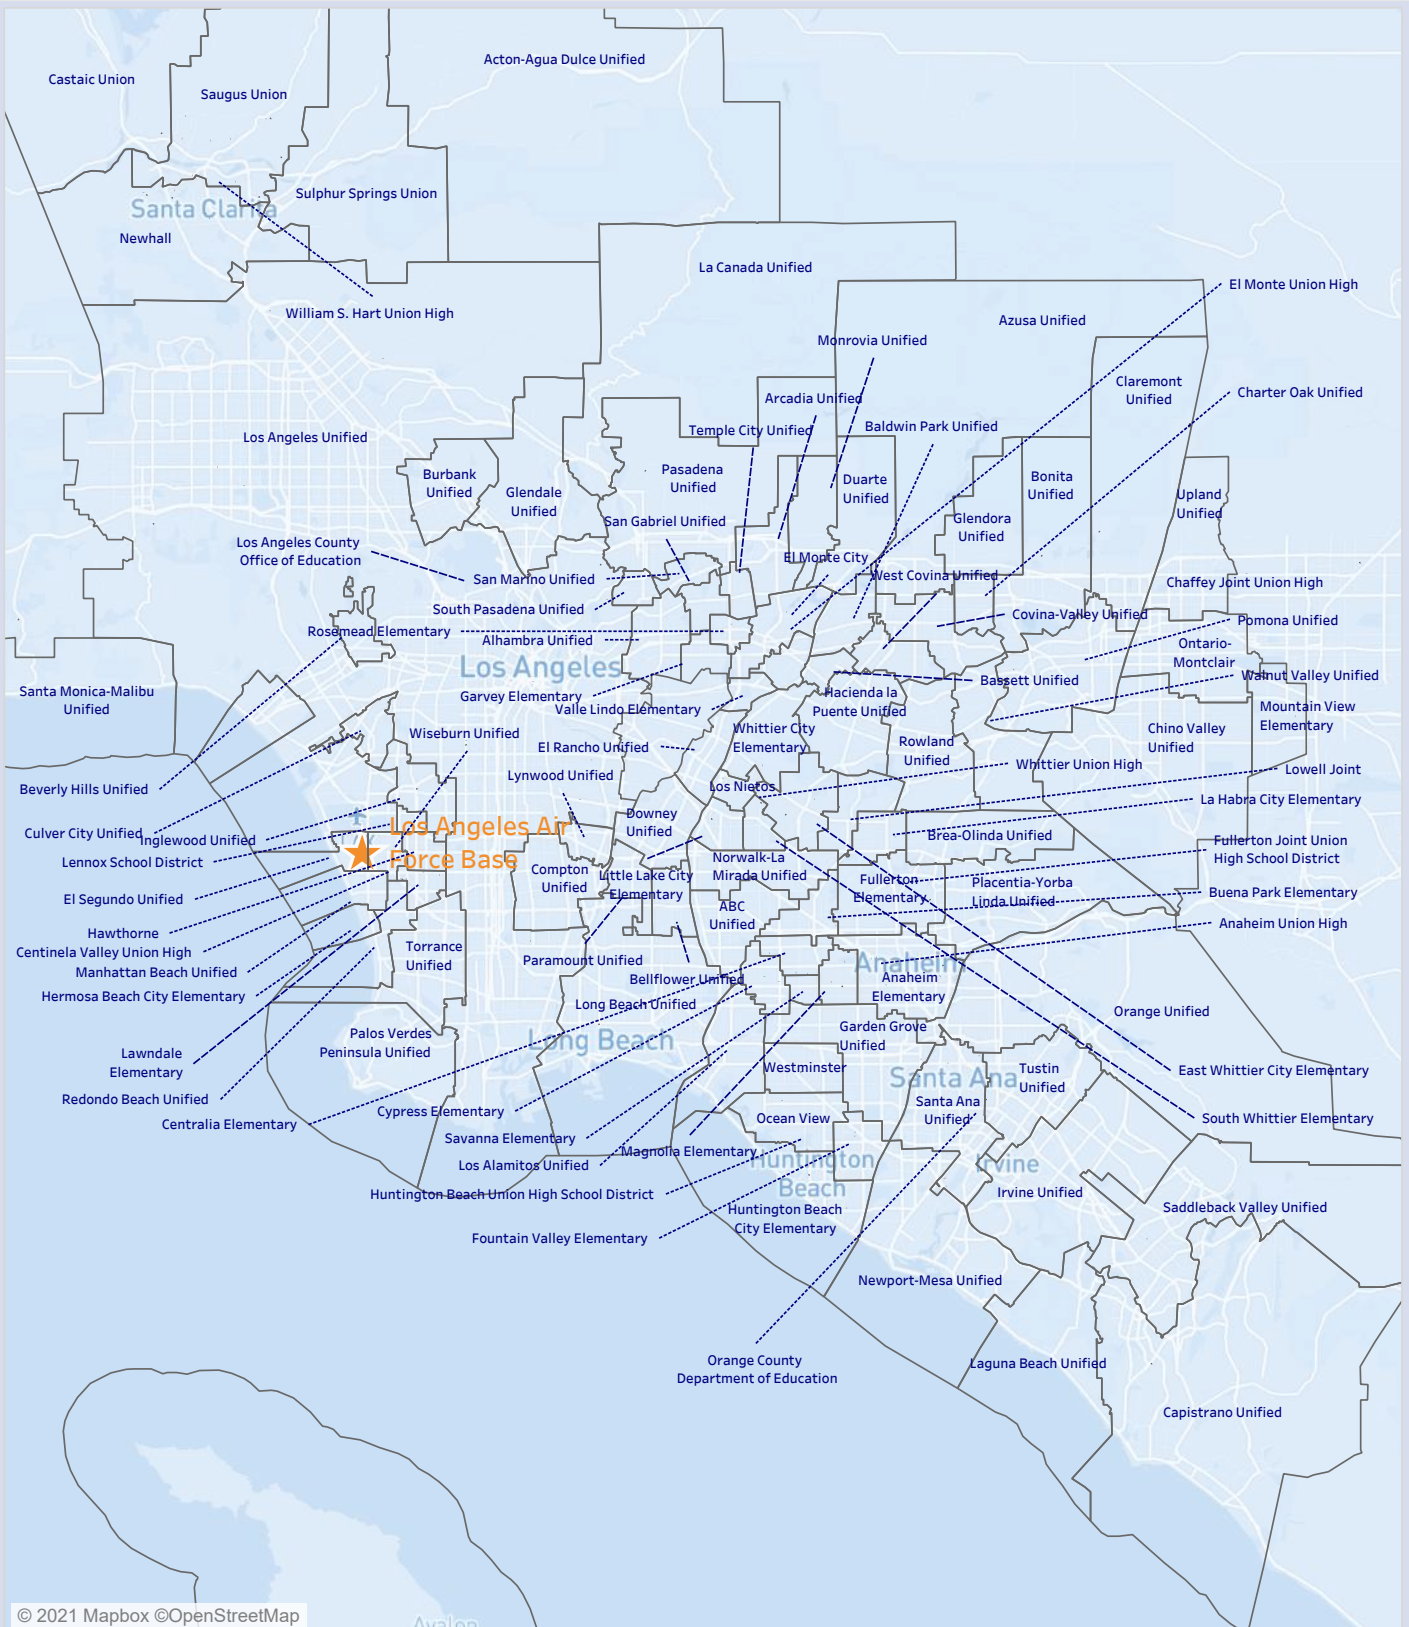 Castaic Union
Saugus Union
Acton-Agua Dulce Unified
Sulphur Springs Union
Santa Clarita
Newhall
La Canada Unified
El Monte Union High
William S. Hart Union High
Azusa Unified
Monrovia Unified
Claremont
Unified
Charter Oak Unified
Arcadia Unified
Temple City Unified
Baldwin Park Unified
Los Angeles Unified
Burbank
Unified
Glendale
Unified
Pasadena
Unified
Duarte
Unified
Bonita
Unified
Glendora
Unified
Upland
Unified
San Gabriel Unified
Los Angeles County
Office of Education
El Monte City
San Marino Unified
West Covina Unified
Chaffey Joint Union High
South Pasadena Unified
Covina-Valley Unified
Pomona Unified
Rosemead Elementary
Alhambra Unified
Ontario-
Montclair
Los Angeles
Walnut Valley Unified
Bassett Unified
Santa Monica-Malibu
Unified
Garvey Elementary
Valle Lindo Elementary
Hacienda la
Puente Unified
Mountain View
Elementary
Wiseburn Unified
El Rancho Unified
Whittier City
Elementary
Rowland
Unified
Chino Valley
Unified
Whittier Union High
Lowell Joint
Lynwood Unified
Los Nietos
Beverly Hills Unified
La Habra City Elementary
Culver City Unified
Inglewood Unified
Los Angeles Air
Force Base
Downey
Unified
Brea-Olinda Unified
Fullerton Joint Union
High School District
Lennox School District
Compton
Unified
Little Lake City
Elementary
Norwalk-La
Mirada Unified
Fullerton
Elementary
Placentia-Yorba
Linda Unified
Buena Park Elementary
El Segundo Unified
ABC
Unified
Anaheim Union High
Hawthorne
Centinela Valley Union High
Torrance
Unified
Paramount Unified
Anaheim
Manhattan Beach Unified
Bellflower Unified
Anaheim
Elementary
Hermosa Beach City Elementary
Long Beach Unified
Orange Unified
Palos Verdes
Peninsula Unified
Long Beach
Garden Grove
Unified
Lawndale
Elementary
Westminster
Santa Ana
Tustin
Unified
East Whittier City Elementary
Redondo Beach Unified
Cypress Elementary
Santa Ana
Unified
Centralia Elementary
Ocean View
South Whittier Elementary
Savanna Elementary
Magnolia Elementary
Los Alamitos Unified
Huntington
Beach
Irvine
Huntington Beach Union High School District
Irvine Unified
Huntington Beach
City Elementary
Saddleback Valley Unified
Fountain Valley Elementary
Newport-Mesa Unified
Orange County
Department of Education
Laguna Beach Unified
Capistrano Unified
© 2021 Mapbox ©OpenStreetMap
Avalon